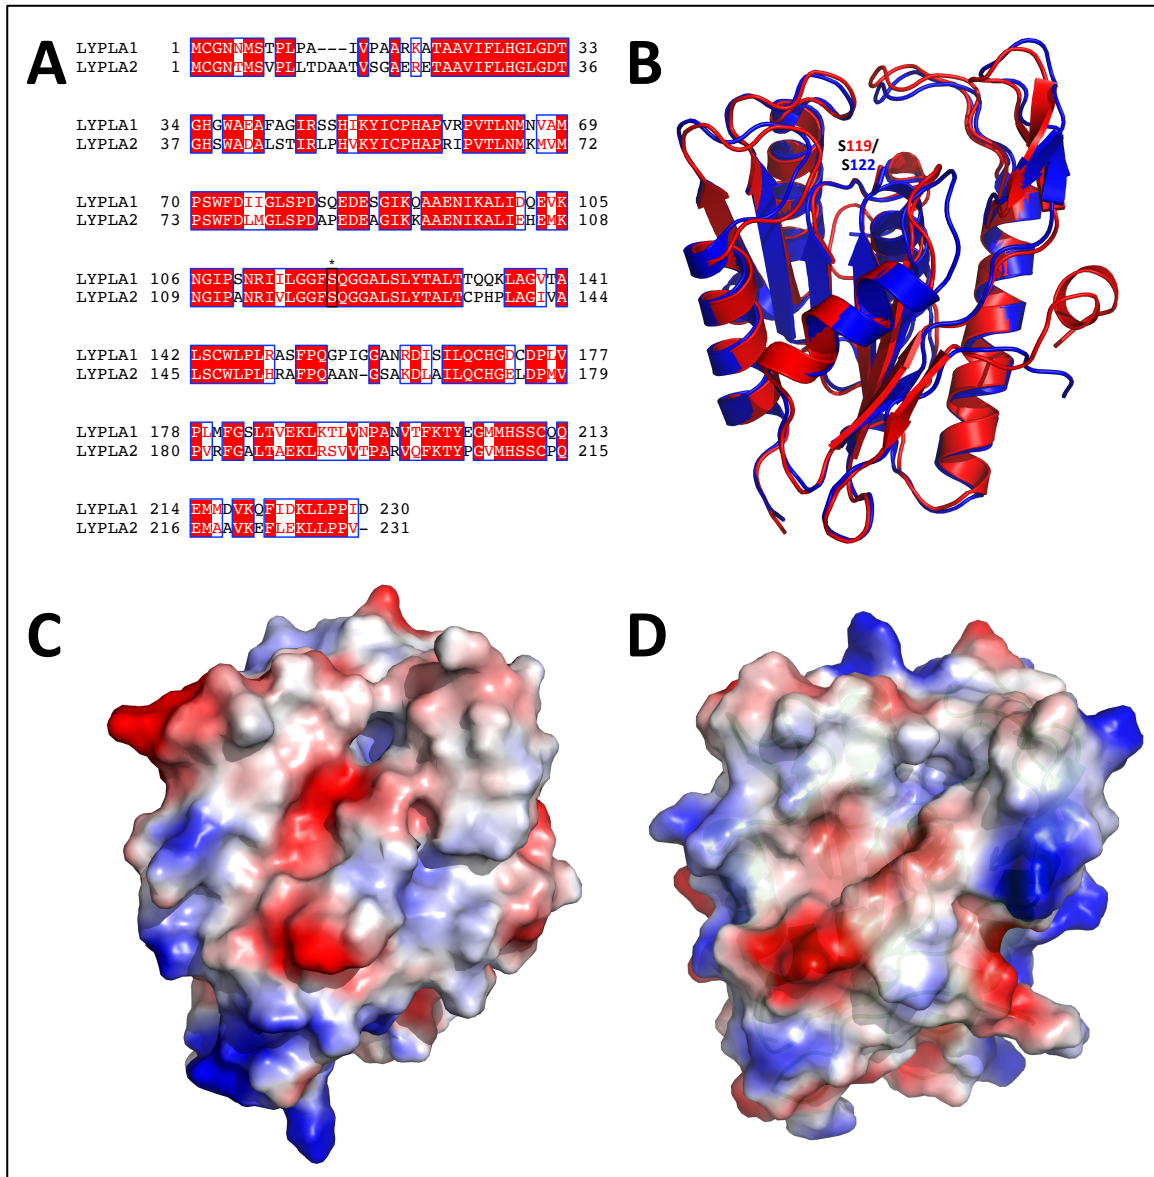 A
LYPLA1 1 MCGNNMSTPLPA---IVPAARKATAAVIFLHGLGDT 33
LYPLA2 1 MCGNTMSVPLLTDAATVSGAERETAAVIFLHGLGDT 36
LYPLA1 34 GHGWAEAFAGIRSSHIKYICPHAPVRPVTLNMNVAM 69
LYPLA2 37 GHSWADALSTIRLPHVKYICPHAPRIPVTLNMKMVM 72
LYPLA1 70 PSWFDIIGLSPDSQEDESGIKQAAENIKALIDQEVK 105
LYPLA2 73 PSWFDLMGLSPDAPEDEAGIKKAAENIKALIEHEMK 108
*
LYPLA1 106 NGIPSNRIILGGFSQGGALSLYTALTTQQKLAGVTA 141
LYPLA2 109 NGIPANRIVLGGFSQGGALSLYTALTCPHPLAGIVA 144
LYPLA1 142 LSCWLPLRASFPQGPIGGANRDISILQCHGDCDPLV 177
LYPLA2 145 LSCWLPLHRAFPQAAN-GSAKDLAILQCHGELDPMV 179
LYPLA1 178 PLMFGSLTVEKLKTLVNPANVTFKTYEGMMHSSCQQ 213
LYPLA2 180 PVRFGALTAEKLRSVVTPARVQFKTYPGVMHSSCPQ 215
LYPLA1 214 EMMDVKQFIDKLLPPID 230
LYPLA2 216 EMAAVKEFLEKLLPPV- 231
B
S119/
S122
C
D